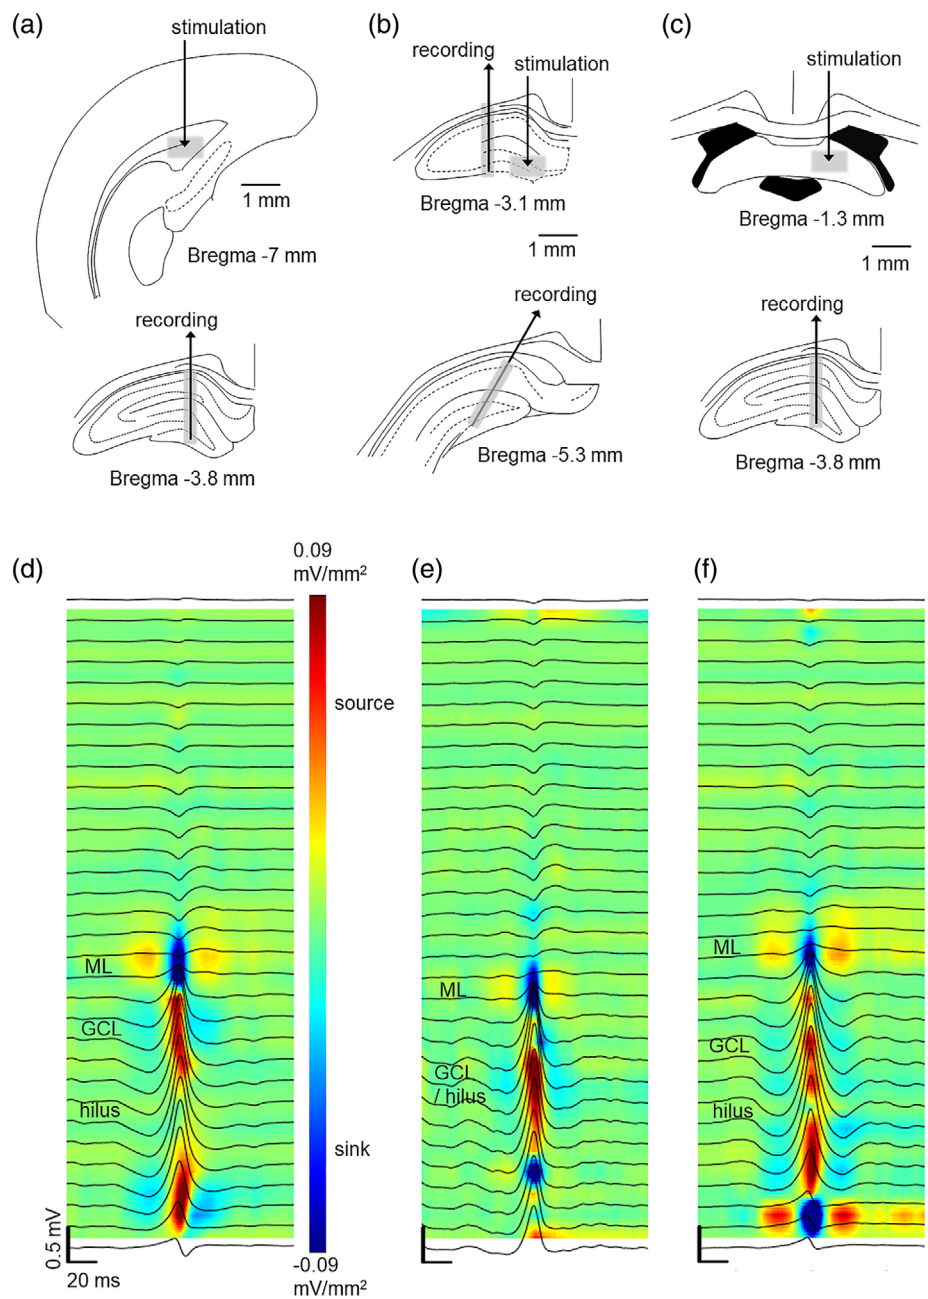 (a)
stimulation
1 mm
Bregma -7 mm
recording
Bregma -3.8 mm
(b)
recording
stimulation
Bregma -3.1 mm
1 mm
recording
Bregma -5.3 mm
(c)
stimulation
Bregma -1.3 mm
1 mm
recording
Bregma -3.8 mm
(d)
0.09
mV/mm²
source
sink
-0.09
mV/mm²
ML
GCL
hilus
0.5 mV
20 ms
(e)
ML
GCL
/ hilus
(f)
ML
GCL
hilus